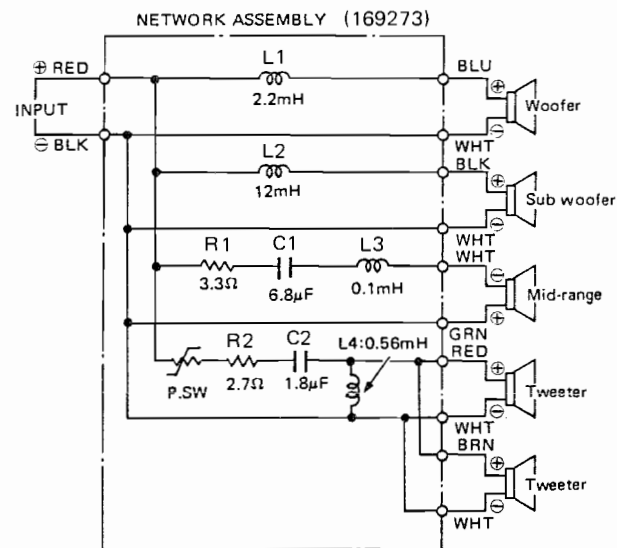 NETWORK ASSEMBLY (169273)
⊕ RED
L1
2.2mH
BLU
⊕
INPUT
Woofer
⊖ BLK
⊖
WHT
L2
12mH
BLK
⊕
Sub woofer
⊖
WHT
R1
3.3Ω
C1
6.8μF
L3
0.1mH
WHT
⊖
Mid-range
⊕
GRN
P.SW
R2
2.7Ω
C2
1.8μF
L4:0.56mH
RED
⊕
Tweeter
⊖
WHT
BRN
⊕
Tweeter
⊖
WHT